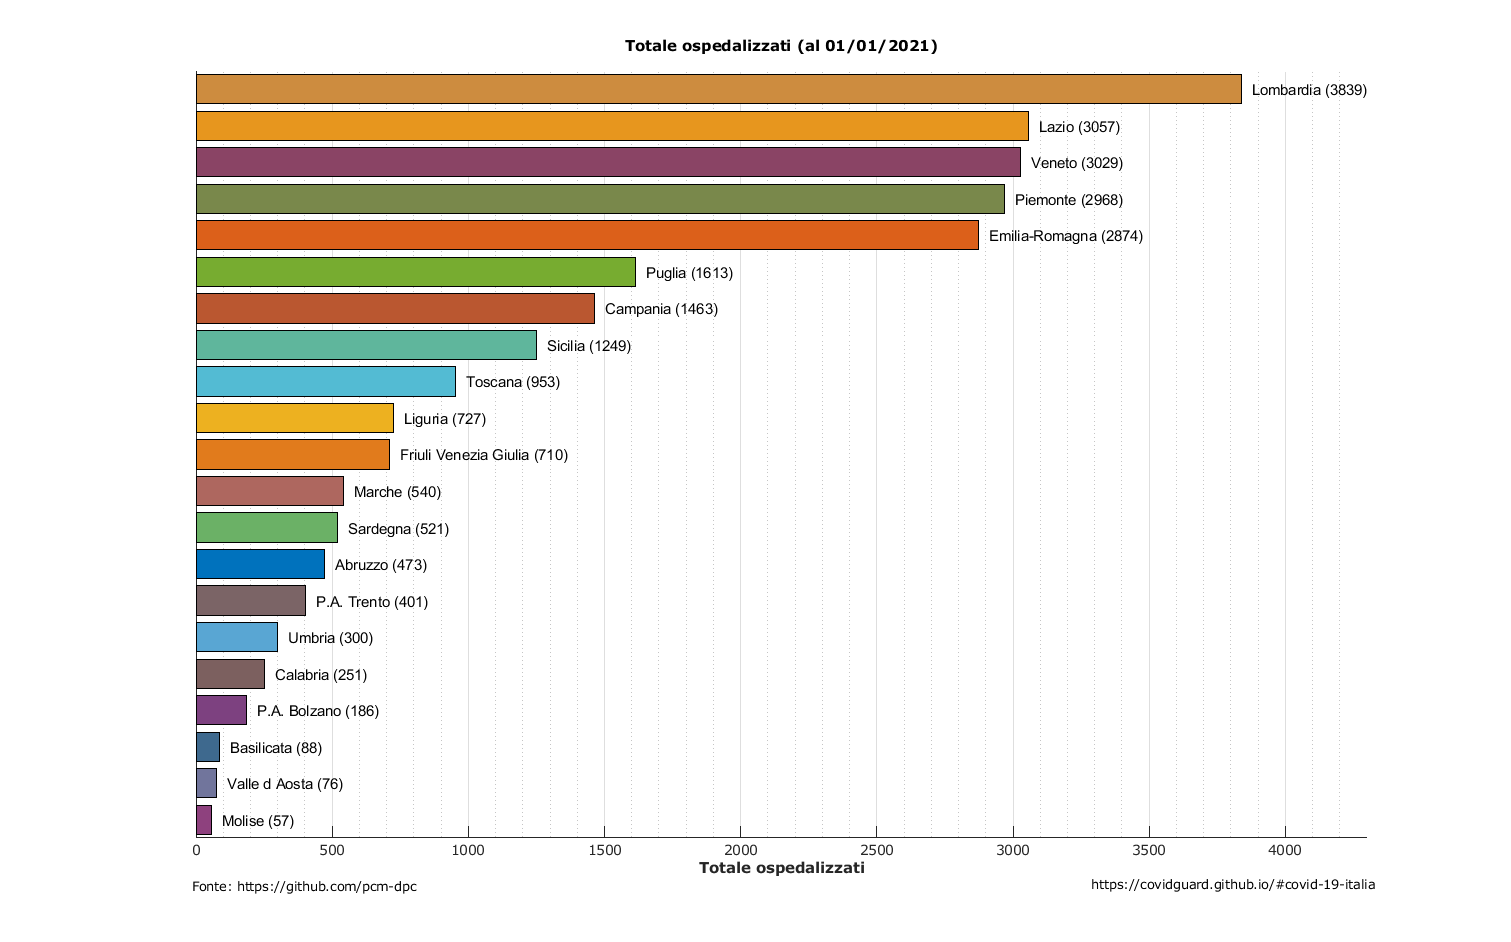 Totale ospedalizzati (al 01/01/2021)
Lombardia (3839)
Lazio (3057)
Veneto (3029)
Piemonte (2968)
Emilia-Romagna (2874)
Puglia (1613)
Campania (1463)
Sicilia (1249)
Toscana (953)
Liguria (727)
Friuli Venezia Giulia (710)
Marche (540)
Sardegna (521)
Abruzzo (473)
P.A. Trento (401)
Umbria (300)
Calabria (251)
P.A. Bolzano (186)
Basilicata (88)
Valle d Aosta (76)
Molise (57)
0 500 1000 1500 2000 2500 3000 3500 4000
Totale ospedalizzati
Fonte: https://github.com/pcm-dpc
https://covidguard.github.io/#covid-19-italia